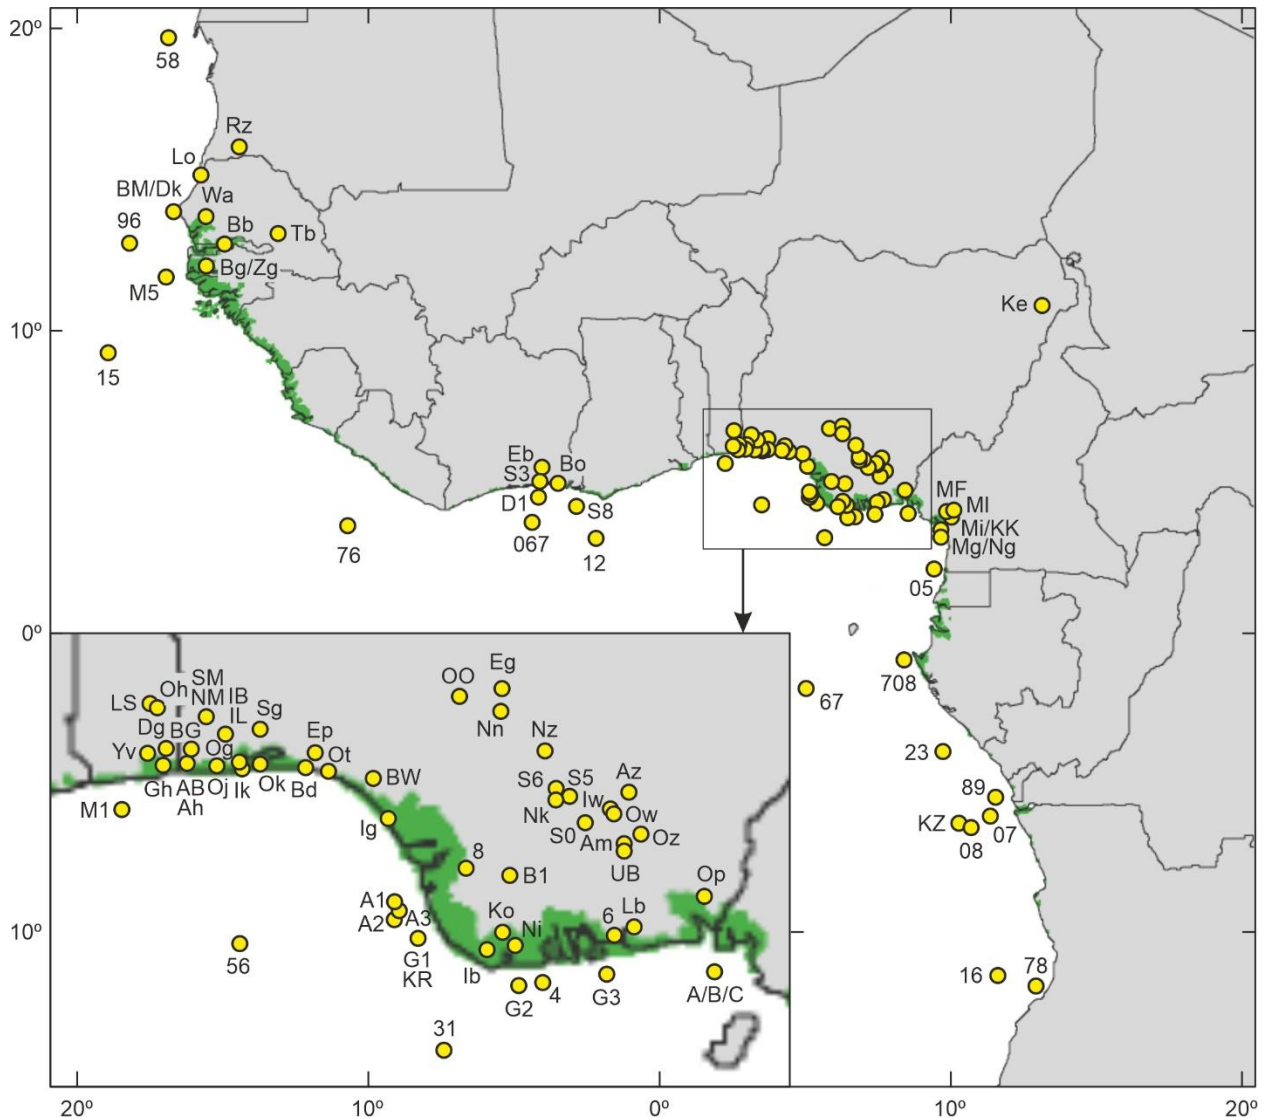 20º
58
Rz
Lo
BM/Dk
Wa
96
Bb
Tb
Bg/Zg
M5
Ke
10º
15
Eb
S3
Bo
D1
S8
MF
MI
Mi/KK
Mg/Ng
76
067
12
05
0º
708
67
SM
Oh
NM
IB
LS
IL
Sg
OO
Eg
Nn
Dg
BG
Og
Ep
Nz
Yv
Ot
Gh
AB
Oj
Ik
Ok
Bd
BW
S6
S5
Az
Ah
Iw
M1
Nk
Ow
Ig
S0
Am
Oz
UB
8
B1
Op
A1
A2
A3
Ko
Ni
6
Lb
G1
KR
Ib
56
G2
4
G3
A/B/C
31
23
89
KZ
07
08
10º
16
78
20º
10º
0º
10º
20º